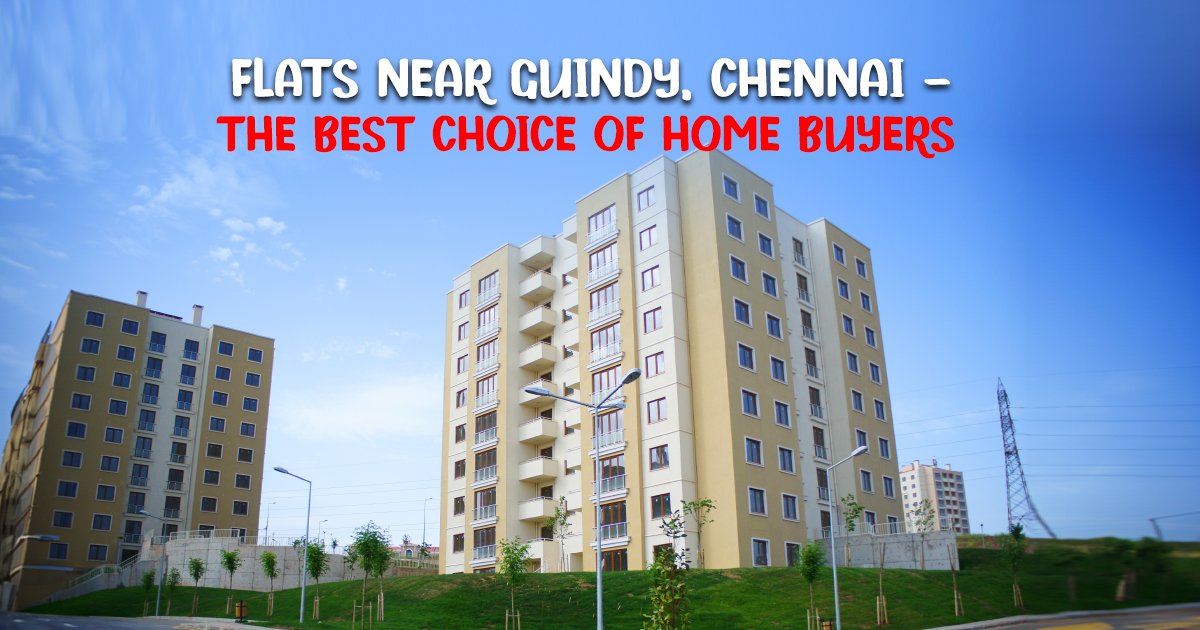 FLATS NEAR GUINDY, CHENNAI –
THE BEST CHOICE OF HOME BUYERS